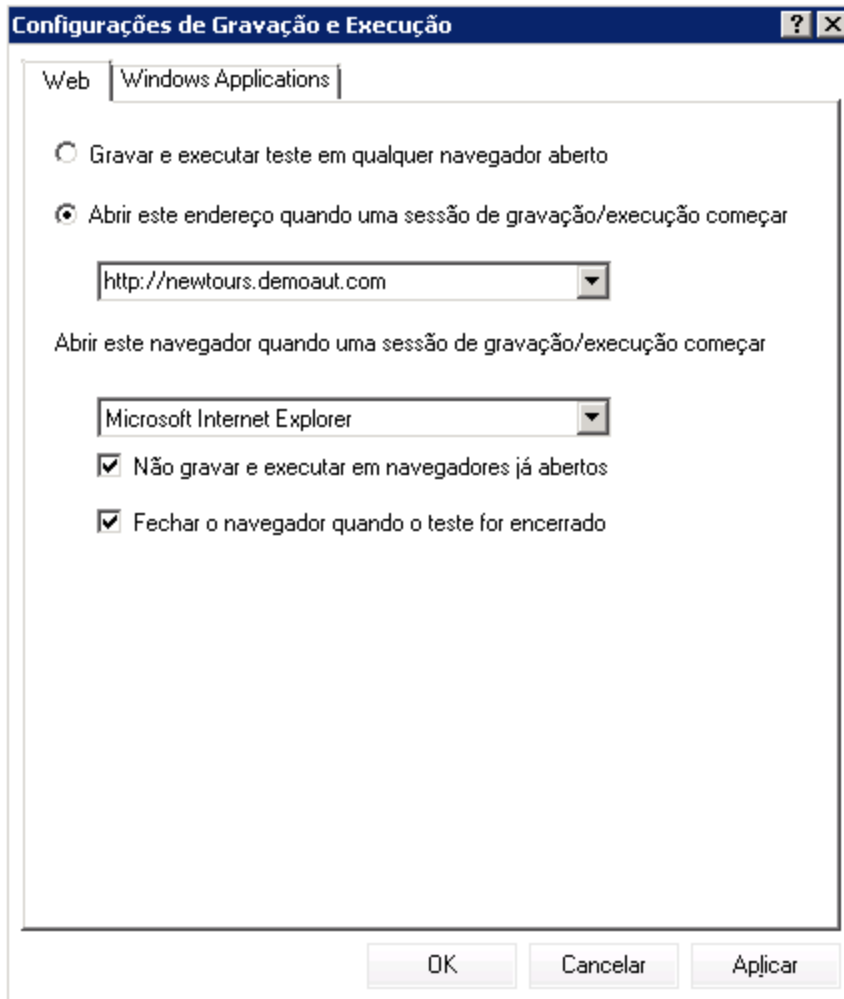 Configurações de Gravação e Execução
Web
Windows Applications
Gravar e executar teste em qualquer navegador aberto
Abrir este endereço quando uma sessão de gravação/execução começar
http://newtours.demoaut.com
Abrir este navegador quando uma sessão de gravação/execução começar
Microsoft Internet Explorer
Não gravar e executar em navegadores já abertos
Fechar o navegador quando o teste for encerrado
OK
Cancelar
Aplicar